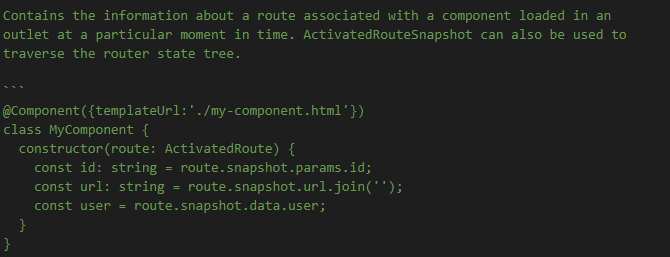 Contains the information about a route associated with a component loaded in an
outlet at a particular moment in time. ActivatedRouteSnapshot can also be used to
traverse the router state tree.
```
@Component({templateUrl:'./my-component.html'})
class MyComponent {
  constructor(route: ActivatedRoute) {
    const id: string = route.snapshot.params.id;
    const url: string = route.snapshot.url.join('');
    const user = route.snapshot.data.user;
  }
}